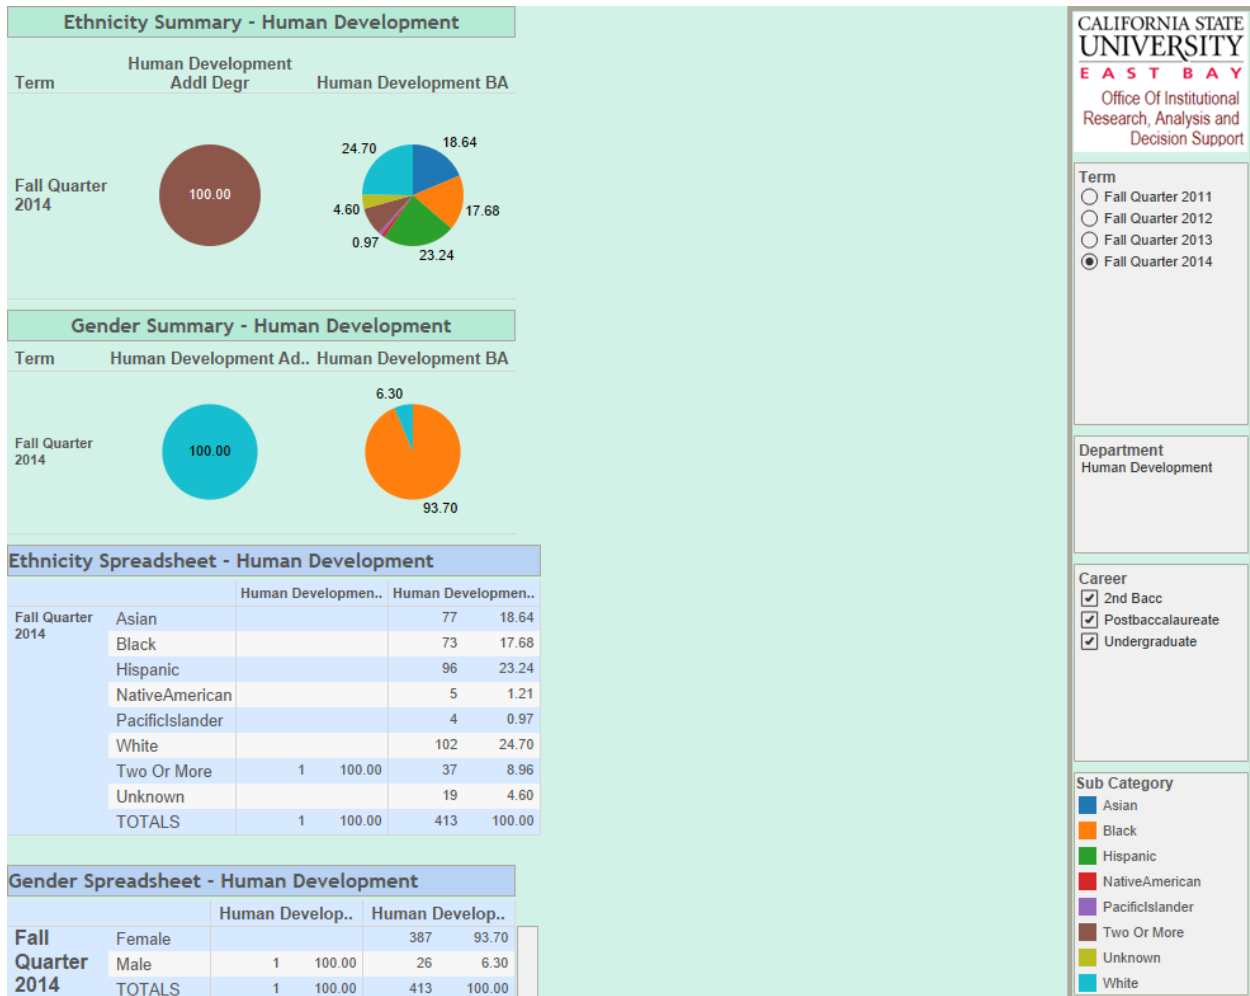 Ethnicity Summary - Human Development
Term
Human Development
Addl Degr
Human Development BA
Fall Quarter
2014
100.00
24.70
18.64
4.60
17.68
0.97
23.24
Gender Summary - Human Development
Term Human Development Ad.. Human Development BA
Fall Quarter
2014
100.00
6.30
93.70
Ethnicity Spreadsheet - Human Development
Human Developmen.. Human Developmen..
Fall Quarter
2014
Asian 77 18.64
Black 73 17.68
Hispanic 96 23.24
NativeAmerican 5 1.21
PacificIslander 4 0.97
White 102 24.70
Two Or More 1 100.00 37 8.96
Unknown 19 4.60
TOTALS 1 100.00 413 100.00
Gender Spreadsheet - Human Development
Human Develop.. Human Develop..
Fall
Quarter
2014
Female 387 93.70
Male 1 100.00 26 6.30
TOTALS 1 100.00 413 100.00
CALIFORNIA STATE
UNIVERSITY
EAST BAY
Office Of Institutional
Research, Analysis and
Decision Support
Term
Fall Quarter 2011
Fall Quarter 2012
Fall Quarter 2013
Fall Quarter 2014
Department
Human Development
Career
2nd Bacc
Postbaccalaureate
Undergraduate
Sub Category
Asian
Black
Hispanic
NativeAmerican
PacificIslander
Two Or More
Unknown
White